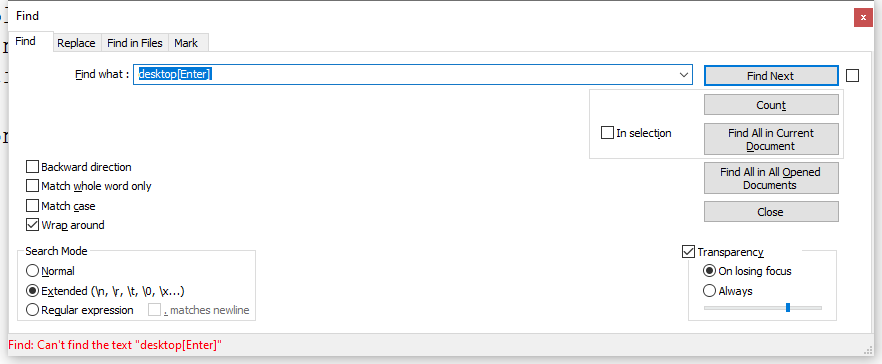 Find
x
Find Replace Find in Files Mark
Find what : desktop[Enter] Find Next
Count
In selection Find All in Current Document
Backward direction Find All in All Opened Documents
Match whole word only
Match case Close
Wrap around
Search Mode Transparency
Normal On losing focus
Extended (\n, \r, \t, \0, \x...) Always
Regular expression . matches newline
Find: Can't find the text "desktop[Enter]"